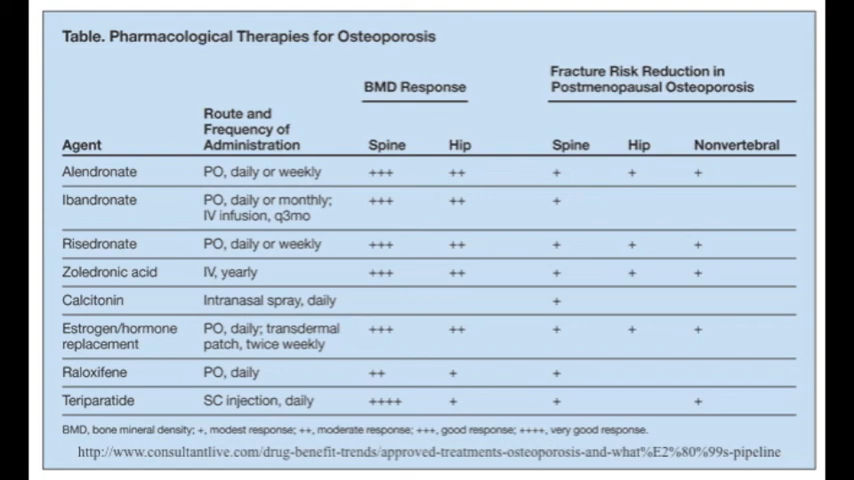 Table. Pharmacological Therapies for Osteoporosis
BMD Response
Fracture Risk Reduction in
Postmenopausal Osteoporosis
Agent
Route and
Frequency of
Administration
Spine Hip Spine Hip Nonvertebral
Alendronate PO, daily or weekly +++ ++ + + +
Ibandronate PO, daily or monthly; +++ ++ +
IV infusion, q3mo
Risedronate PO, daily or weekly +++ ++ + + +
Zoledronic acid IV, yearly +++ ++ + + +
Calcitonin Intranasal spray, daily +
Estrogen/hormone PO, daily; transdermal +++ ++ + + +
replacement patch, twice weekly
Raloxifene PO, daily ++ + +
Teriparatide SC injection, daily ++++ + + +
BMD, bone mineral density; +, modest response; ++, moderate response; +++, good response; ++++, very good response.
http://www.consultantlive.com/drug-benefit-trends/approved-treatments-osteoporosis-and-what%E2%80%99s-pipeline